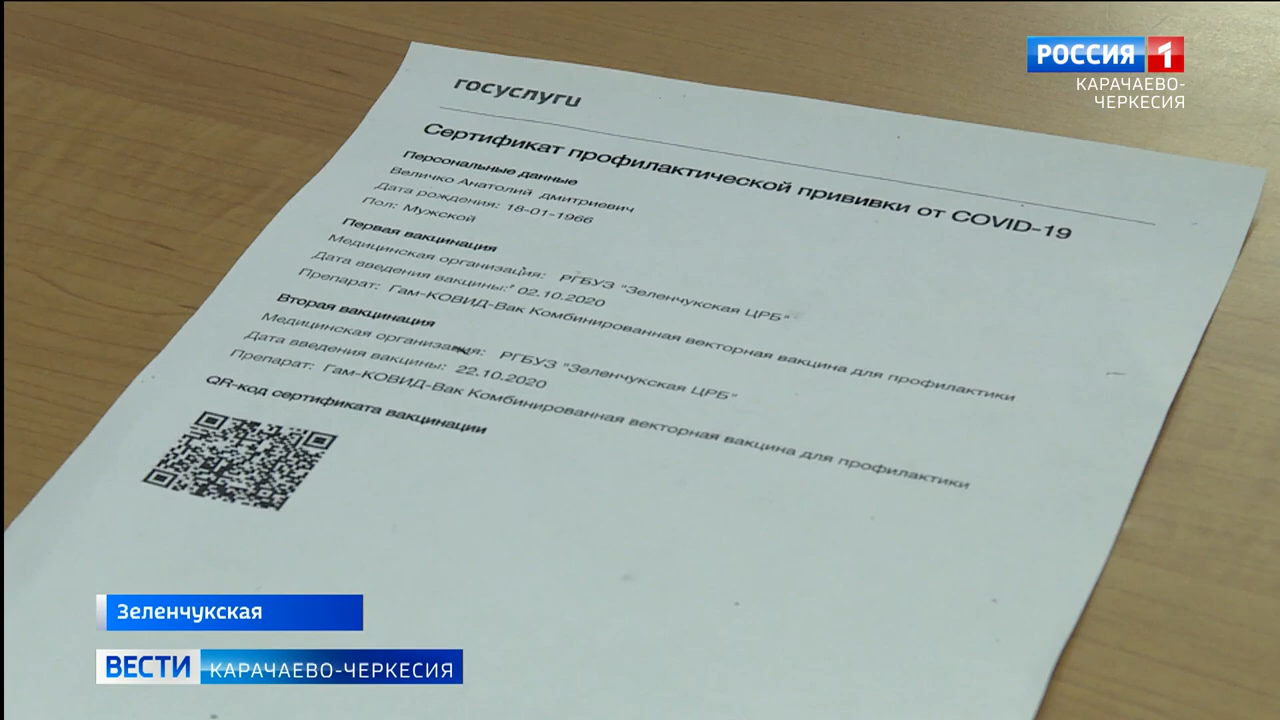 РОССИЯ 1
КАРАЧАЕВО-
ЧЕРКЕСИЯ
госуслуги
Сертификат профилактической прививки от COVID-19
Персональные данные
Величко Анатолий дмитриевич
Дата рождения: 18-01-1966
Пол: Мужской
Первая вакцинация
Медицинская организация: РГБУЗ "Зеленчукская ЦРБ"
Дата введения вакцины: 02.10.2020
Препарат: Гам-КОВИД-Вак Комбинированная векторная вакцина для профилактики
Вторая вакцинация
Медицинская организация: РГБУЗ "Зеленчукская ЦРБ"
Дата введения вакцины: 22.10.2020
Препарат: Гам-КОВИД-Вак Комбинированная векторная вакцина для профилактики
QR-код сертификата вакцинации
Зеленчукская
ВЕСТИ КАРАЧАЕВО-ЧЕРКЕСИЯ